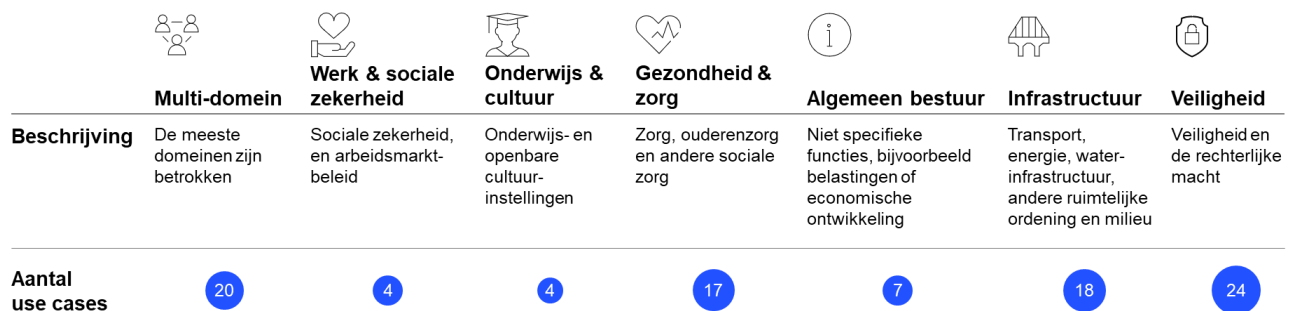 Multi-domein
Werk & sociale
zekerheid
Onderwijs &
cultuur
Gezondheid &
zorg
Algemeen bestuur
Infrastructuur
Veiligheid
Beschrijving
De meeste
domeinen zijn
betrokken
Sociale zekerheid,
en arbeidsmarkt-
beleid
Onderwijs- en
openbare
cultuur-
instellingen
Zorg, ouderenzorg
en andere sociale
zorg
Niet specifieke
functies, bijvoorbeeld
belastingen of
economische
ontwikkeling
Transport,
energie, water-
infrastructuur,
andere ruimtelijke
ordening en milieu
Veiligheid en
de rechterlijke
macht
Aantal
use cases
20
4
4
17
7
18
24